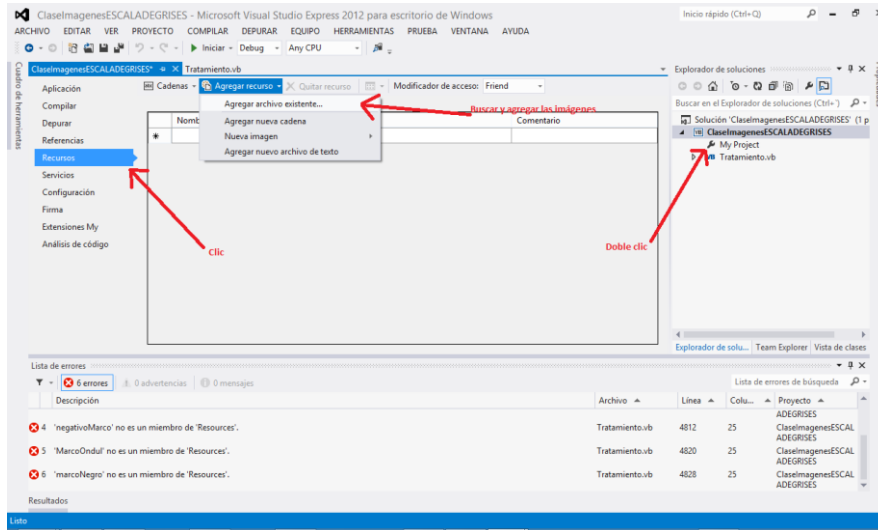 ClaseImagenesESCALADEGRISES - Microsoft Visual Studio Express 2012 para escritorio de Windows
Inicio rápido (Ctrl+Q)
ARCHIVO EDITAR VER PROYECTO COMPILAR DEPURAR EQUIPO HERRAMIENTAS PRUEBA VENTANA AYUDA
Iniciar Debug Any CPU
Cuadro de herramientas
ClaseImagenesESCALADEGRISES* Tratamiento.vb
Cadenas Agregar recurso Quitar recurso Modificador de acceso: Friend
Aplicación
Compilar
Depurar
Referencias
Recursos
Servicios
Configuración
Firma
Extensiones My
Análisis de código
Agregar archivo existente...
Agregar nueva cadena
Nueva imagen
Agregar nuevo archivo de texto
Comentario
Buscar y agregar las imágenes
Clic
Doble clic
Explorador de soluciones
Buscar en el Explorador de soluciones (Ctrl+´)
Solución 'ClaseImagenesESCALADEGRISES' (1 p
ClaseImagenesESCALADEGRISES
My Project
Tratamiento.vb
Explorador de solu... Team Explorer Vista de clases
Lista de errores
6 errores 0 advertencias 0 mensajes
Lista de errores de búsqueda
Descripción Archivo Línea Colu... Proyecto
ADEGRISES
4 'negativoMarco' no es un miembro de 'Resources'. Tratamiento.vb 4812 25 ClaseImagenesESCAL
ADEGRISES
5 'MarcoOndul' no es un miembro de 'Resources'. Tratamiento.vb 4820 25 ClaseImagenesESCAL
ADEGRISES
6 'marcoNegro' no es un miembro de 'Resources'. Tratamiento.vb 4828 25 ClaseImagenesESCAL
ADEGRISES
Resultados
Listo